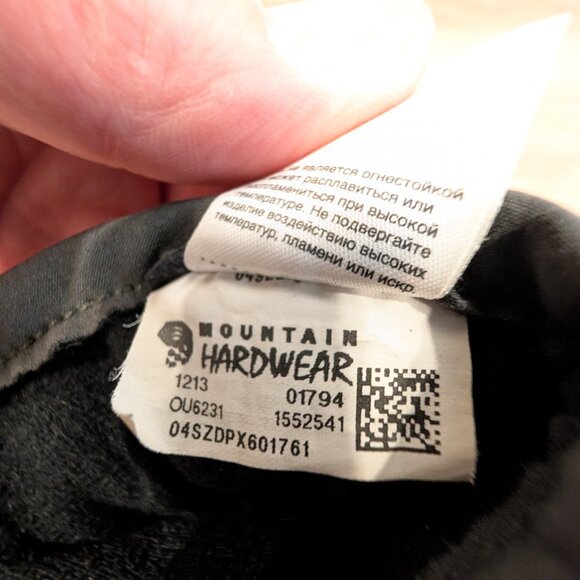 не является огнестойкой
может расплавиться или
воспламениться при высокой
температуре. Не подвергайте
изделие воздействию высоких
температур, пламени или искр.
MOUNTAIN
HARDWEAR
1213 01794
OU6231 1552541
04SZDPX601761